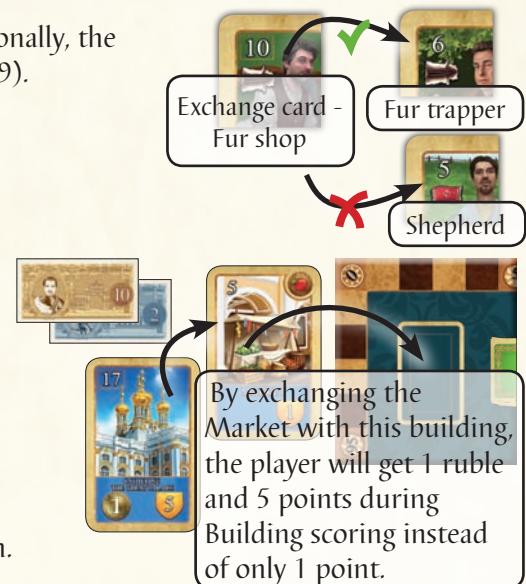 onally, the
9).
10
6
Exchange card -
Fur shop
Fur trapper
5
Shepherd
10
2
5
17
1
5
1
By exchanging the
Market with this building,
the player will get 1 ruble
and 5 points during
Building scoring instead
of only 1 point.
n.